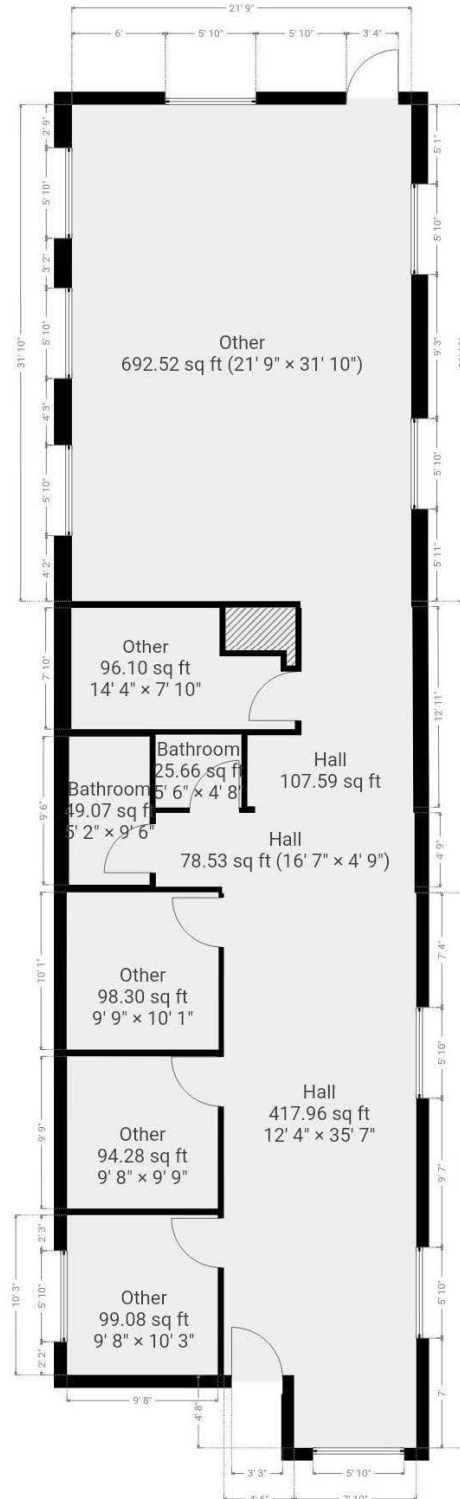 21' 9"
6'
5' 10"
5' 10"
3' 4"
2' 9"
5' 10"
3' 2"
5' 10"
4' 3"
5' 10"
4' 2"
31' 10"
5' 1"
5' 10"
9' 3"
5' 10"
5' 11"
Other
692.52 sq ft (21' 9" × 31' 10")
7' 10"
Other
96.10 sq ft
14' 4" × 7' 10"
12' 11"
Hall
107.59 sq ft
Bathroom
25.66 sq ft
5' 6" × 4' 8"
9' 6"
Bathroom
49.07 sq ft
5' 2" × 9' 6"
Hall
78.53 sq ft (16' 7" × 4' 9")
4' 9"
10' 1"
Other
98.30 sq ft
9' 9" × 10' 1"
7' 4"
5' 10"
9' 9"
Other
94.28 sq ft
9' 8" × 9' 9"
Hall
417.96 sq ft
12' 4" × 35' 7"
9' 7"
10' 3"
2' 3"
5' 10"
2' 2"
Other
99.08 sq ft
9' 8" × 10' 3"
5' 10"
7'
9' 8"
4' 8"
3' 3"
5' 10"
4' 6"
7' 10"